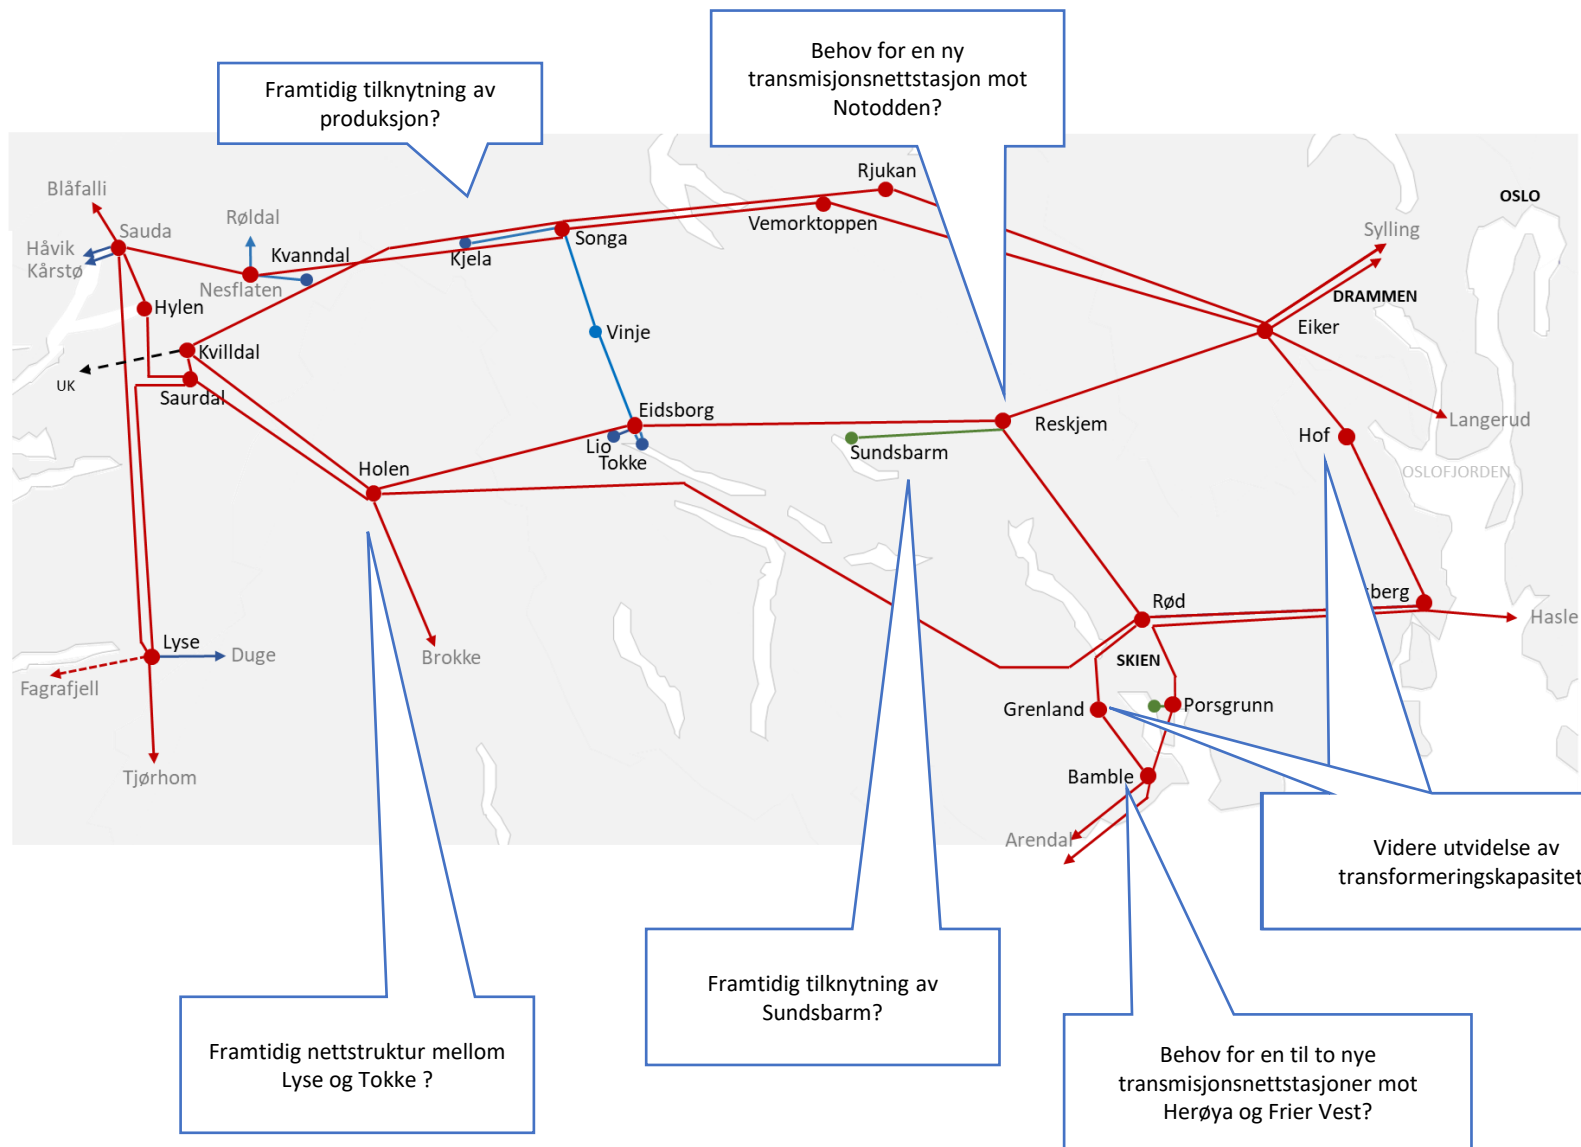 Behov for en ny
transmisjonsnettstasjon mot
Notodden?
Framtidig tilknytning av
produksjon?
Blåfalli
Rjukan
OSLO
Røldal
Sauda
Vemorktoppen
Sylling
Songa
Håvik
Kårstø
Kvanndal
Kjela
Nesflaten
DRAMMEN
Hylen
Eiker
Vinje
Kvilldal
UK
Saurdal
Eidsborg
Reskjem
Langerud
Hof
Lio
Tokke
Sundsbarm
Holen
OSLOFJORDEN
Rød
sberg
Hasle
Lyse
Duge
Brokke
SKIEN
Fagrafjell
Grenland
Porsgrunn
Tjørhom
Bamble
Arendal
Videre utvidelse av
transformeringskapasitet
Framtidig tilknytning av
Sundsbarm?
Framtidig nettstruktur mellom
Lyse og Tokke ?
Behov for en til to nye
transmisjonsnettstasjoner mot
Herøya og Frier Vest?